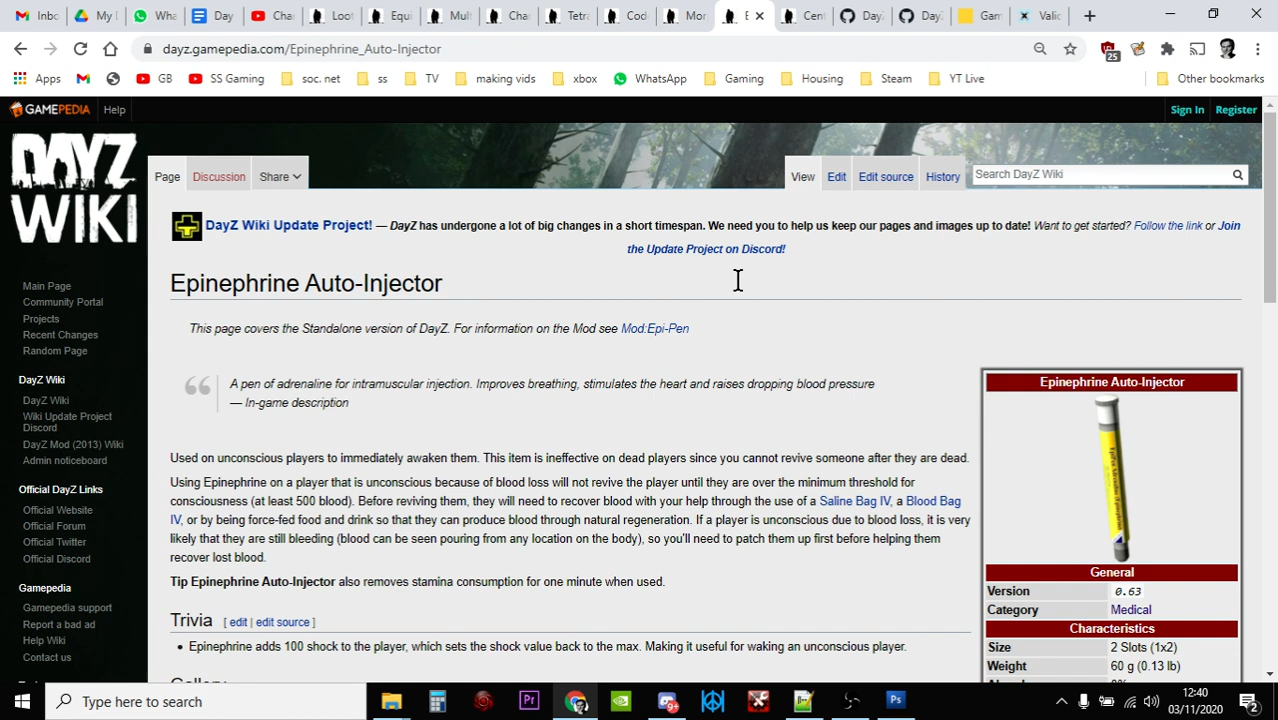 Inbo
My D
Wha
Day
Cha
Loot
Equi
Mult
Cha
Tetra
Code
Mor
E
Cent
Day
Day
Gam
Valic
dayz.gamepedia.com/Epinephrine_Auto-Injector
25
Apps
GB
SS Gaming
soc. net
ss
TV
making vids
xbox
WhatsApp
Gaming
Housing
Steam
YT Live
Other bookmarks
GAMEPEDIA Help
Sign In Register
DAYZ
WIKI
Page Discussion Share
View Edit Edit source History
Search DayZ Wiki
DayZ Wiki Update Project! — DayZ has undergone a lot of big changes in a short timespan. We need you to help us keep our pages and images up to date! Want to get started? Follow the link or Join
the Update Project on Discord!
Main Page
Community Portal
Projects
Recent Changes
Random Page
DayZ Wiki
DayZ Wiki
Wiki Update Project
Discord
DayZ Mod (2013) Wiki
Admin noticeboard
Official DayZ Links
Official Website
Official Forum
Official Twitter
Official Discord
Gamepedia
Gamepedia support
Report a bad ad
Help Wiki
Contact us
Epinephrine Auto-Injector
This page covers the Standalone version of DayZ. For information on the Mod see Mod:Epi-Pen
A pen of adrenaline for intramuscular injection. Improves breathing, stimulates the heart and raises dropping blood pressure
— In-game description
Used on unconscious players to immediately awaken them. This item is ineffective on dead players since you cannot revive someone after they are dead.
Using Epinephrine on a player that is unconscious because of blood loss will not revive the player until they are over the minimum threshold for
consciousness (at least 500 blood). Before reviving them, they will need to recover blood with your help through the use of a Saline Bag IV, a Blood Bag
IV, or by being force-fed food and drink so that they can produce blood through natural regeneration. If a player is unconscious due to blood loss, it is very
likely that they are still bleeding (blood can be seen pouring from any location on the body), so you'll need to patch them up first before helping them
recover lost blood.
Tip Epinephrine Auto-Injector also removes stamina consumption for one minute when used.
Trivia [ edit | edit source ]
• Epinephrine adds 100 shock to the player, which sets the shock value back to the max. Making it useful for waking an unconscious player.
Epinephrine Auto-Injector
General
Version 0.63
Category Medical
Characteristics
Size 2 Slots (1x2)
Weight 60 g (0.13 lb)
Type here to search
12:40
03/11/2020
2